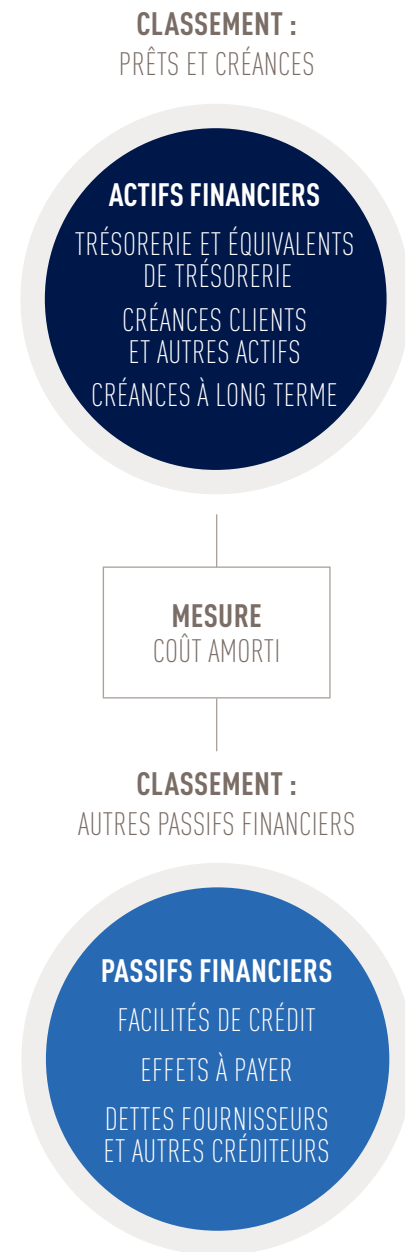 CLASSEMENT :
PRÊTS ET CRÉANCES
ACTIFS FINANCIERS
TRÉSORERIE ET ÉQUIVALENTS
DE TRÉSORERIE
CRÉANCES CLIENTS
ET AUTRES ACTIFS
CRÉANCES À LONG TERME
MESURE
COÛT AMORTI
CLASSEMENT :
AUTRES PASSIFS FINANCIERS
PASSIFS FINANCIERS
FACILITÉS DE CRÉDIT
EFFETS À PAYER
DETTES FOURNISSEURS
ET AUTRES CRÉDITEURS